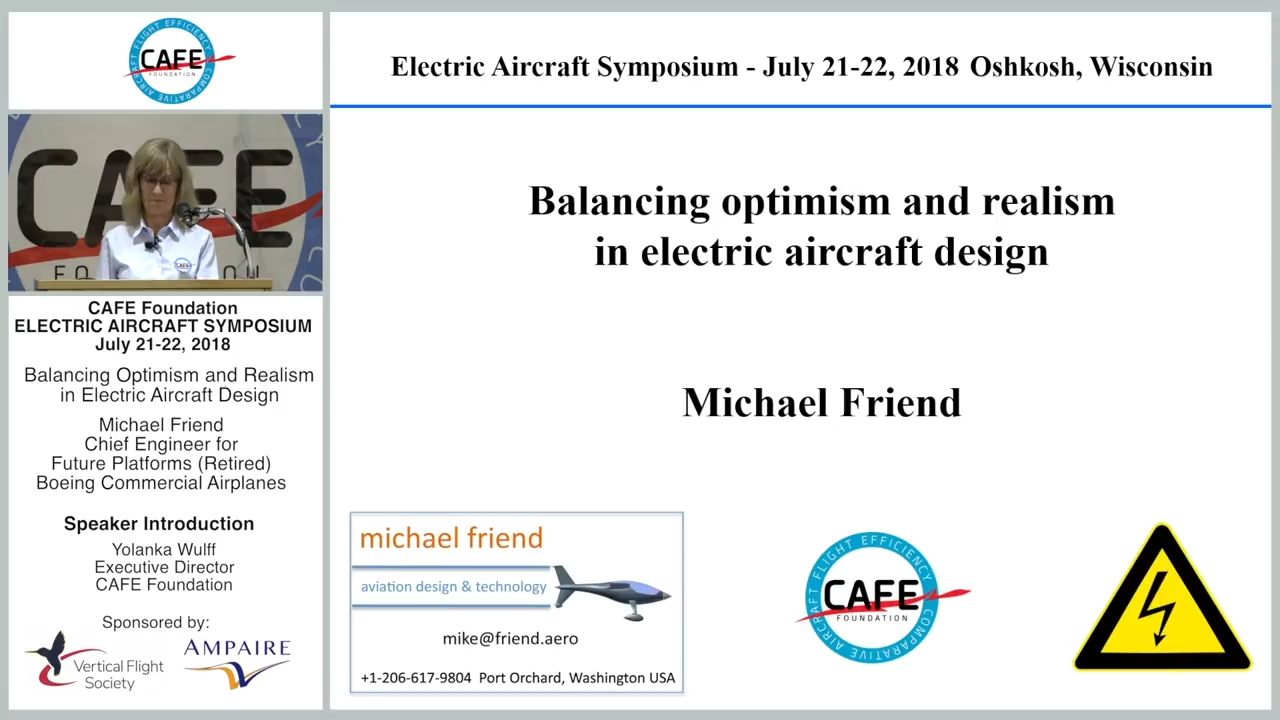 AIRCRAFT FLIGHT EFFICIENCY COMPARATIVE
CAFE
FOUNDATION
CAFE
CAFE Foundation
ELECTRIC AIRCRAFT SYMPOSIUM
July 21-22, 2018
Balancing Optimism and Realism
in Electric Aircraft Design
Michael Friend
Chief Engineer for
Future Platforms (Retired)
Boeing Commercial Airplanes
Speaker Introduction
Yolanka Wulff
Executive Director
CAFE Foundation
Sponsored by:
Vertical Flight
Society
AMPAIRE
Electric Aircraft Symposium - July 21-22, 2018 Oshkosh, Wisconsin
Balancing optimism and realism
in electric aircraft design
Michael Friend
michael friend
aviation design & technology
mike@friend.aero
+1-206-617-9804 Port Orchard, Washington USA
AIRCRAFT FLIGHT EFFICIENCY COMPARATIVE
CAFE
FOUNDATION